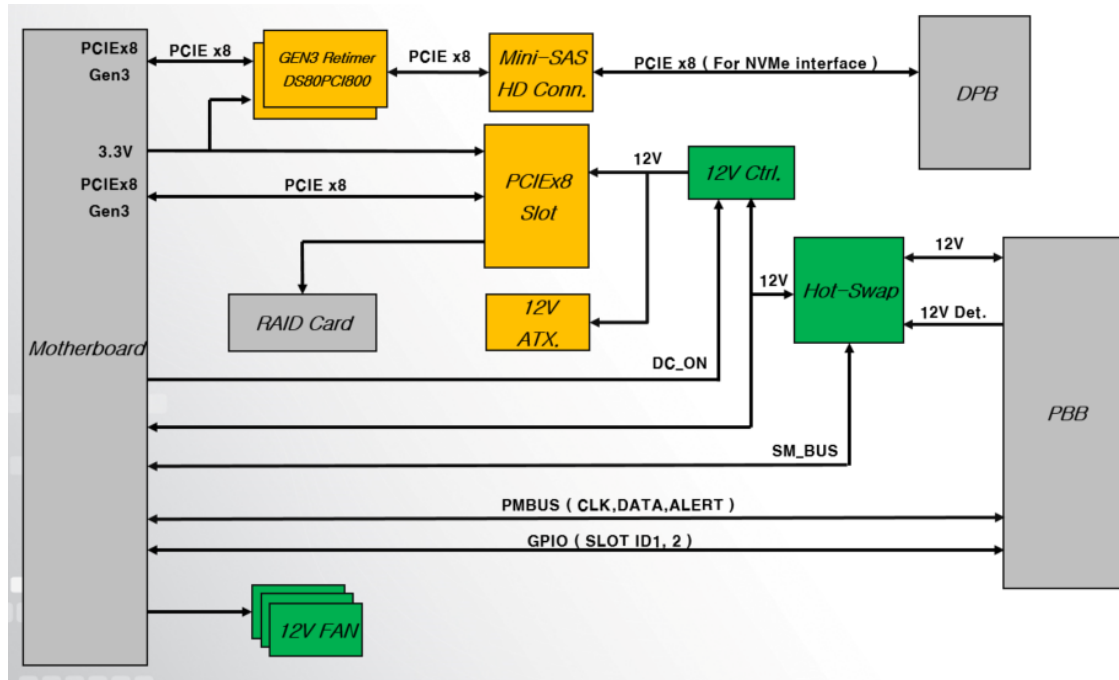 PCIEx8
Gen3
PCIE x8
GEN3 Retimer
DS80PCI800
PCIE x8
Mini-SAS
HD Conn.
PCIE x8 ( For NVMe interface )
DPB
3.3V
PCIEx8
Gen3
PCIE x8
PCIEx8
Slot
12V
12V Ctrl.
12V
Hot-Swap
12V
12V Det.
RAID Card
12V
ATX.
Motherboard
DC_ON
PBB
SM_BUS
PMBUS ( CLK,DATA,ALERT )
GPIO ( SLOT ID1, 2 )
12V FAN